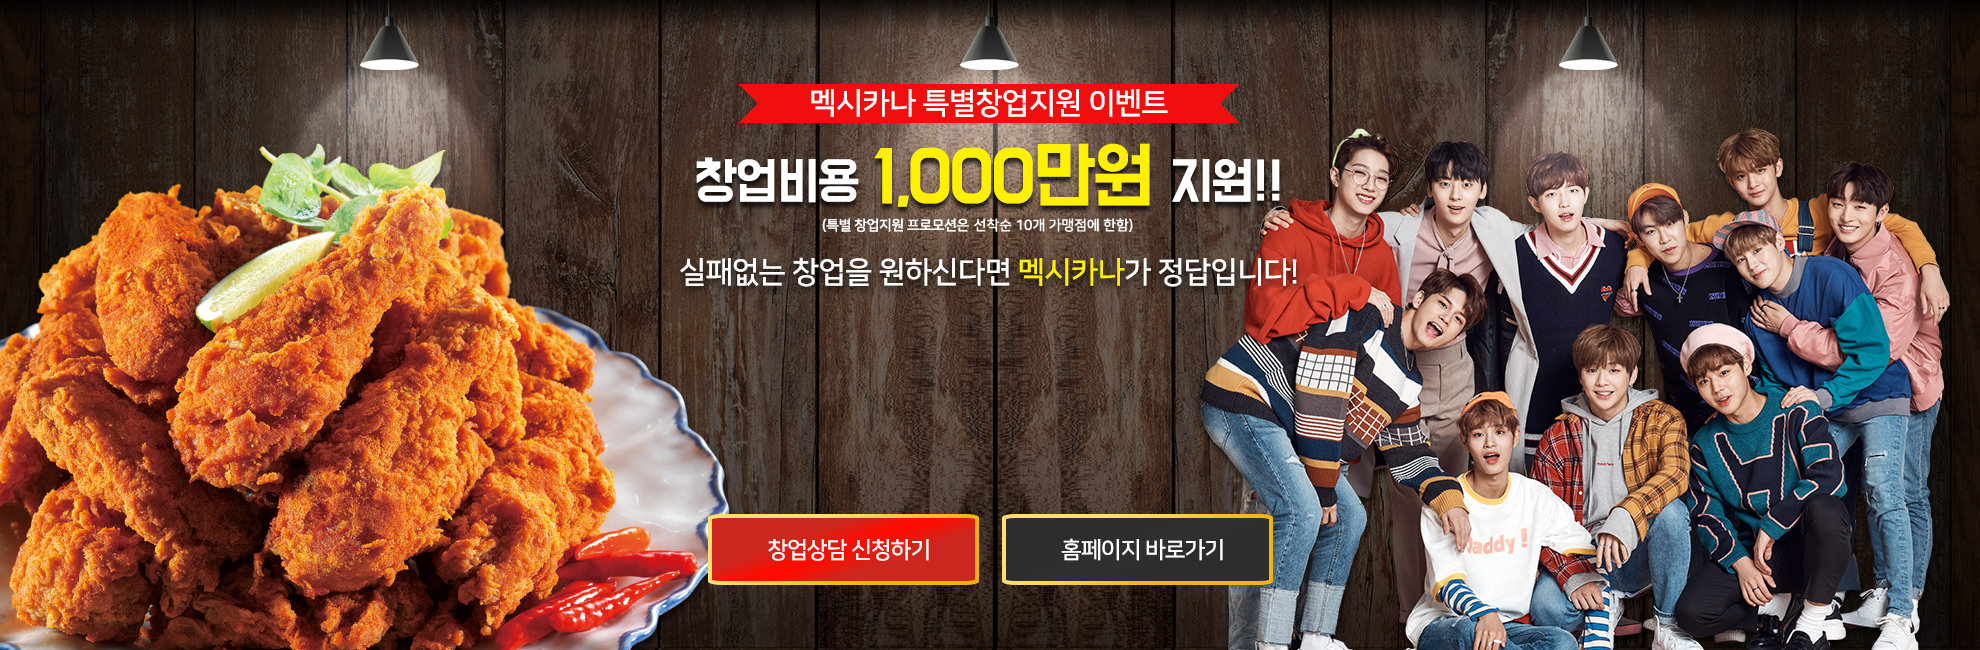 멕시카나 특별창업지원 이벤트
창업비용 1,000만원 지원!!
(특별 창업지원 프로모션은 선착순 10개 가맹점에 한함)
실패없는 창업을 원하신다면 멕시카나가 정답입니다!
창업상담 신청하기
홈페이지 바로가기